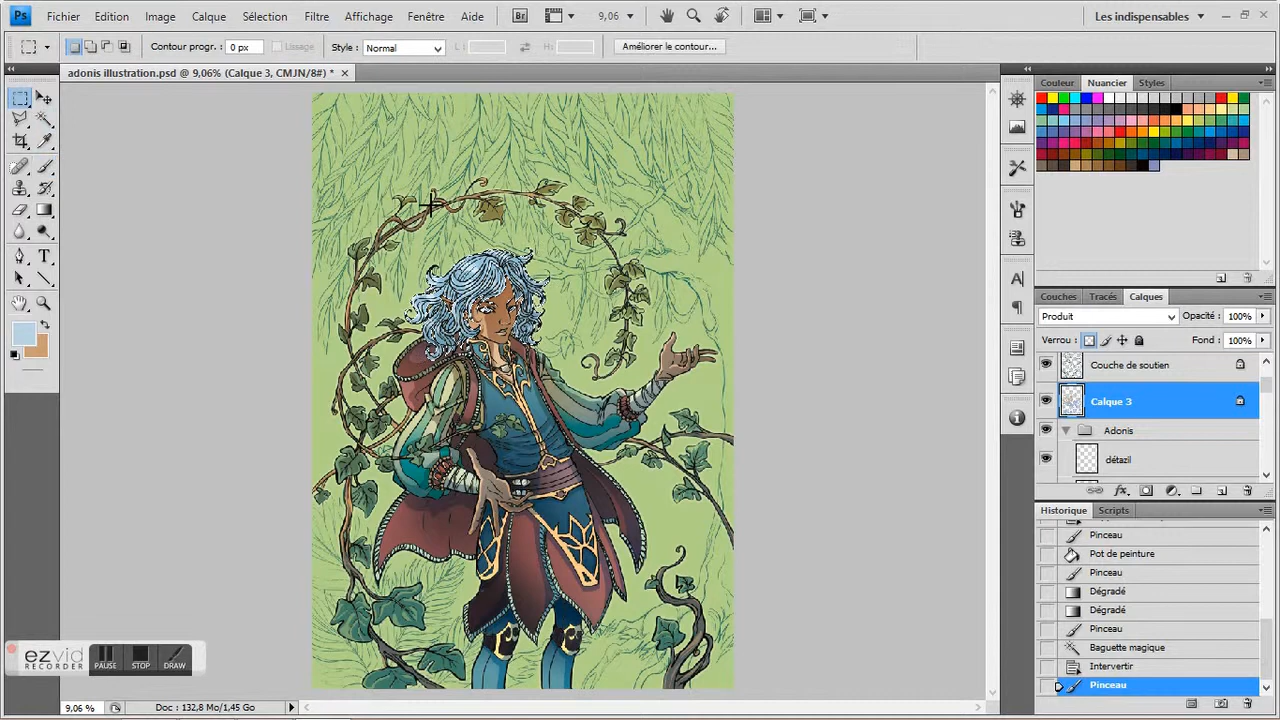 Ps Fichier Edition Image Calque Sélection Filtre Affichage Fenêtre Aide Br 9,06 Les indispensables
Contour progr. : 0 px Lissage Style : Normal L : H : Améliorer le contour...
adonis illustration.psd @ 9,06% (Calque 3, CMJN/8#) *
Couleur Nuancier Styles
Couches Tracés Calques
Produit Opacité : 100%
Verrou : Fond : 100%
Couche de soutien
Calque 3
Adonis
détazil
Historique Scripts
Pinceau
Pot de peinture
Pinceau
Dégradé
Dégradé
Pinceau
Baguette magique
Intervertir
Pinceau
ezvid
RECORDER
PAUSE STOP DRAW
9,06 % Doc : 132,8 Mo/1,45 Go